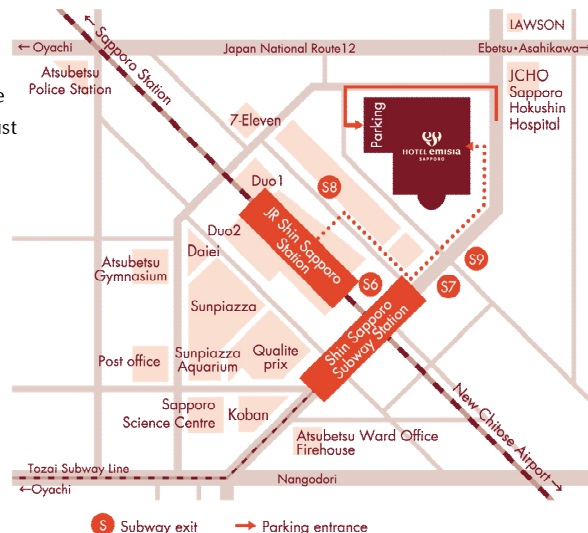 LAWSON
← Oyachi
Japan National Route12
Ebetsu•Asahikawa→
← Sapporo Station
Atsubetsu
Police Station
JCHO
Sapporo
Hokushin
Hospital
ust
7-Eleven
Parking
HOTEL emisia
SAPPORO
Duo1
S8
JR Shin Sapporo
Station
Duo2
Daiei
Atsubetsu
Gymnasium
S9
S6
S7
Sunpiazza
Shin Sapporo
Subway Station
Post office
Sunpiazza
Aquarium
Qualite
prix
Sapporo
Science Centre
Koban
New Chitose Airport→
Atsubetsu Ward Office
Firehouse
Tozai Subway Line
←Oyachi
Nangodori
S Subway exit
→ Parking entrance